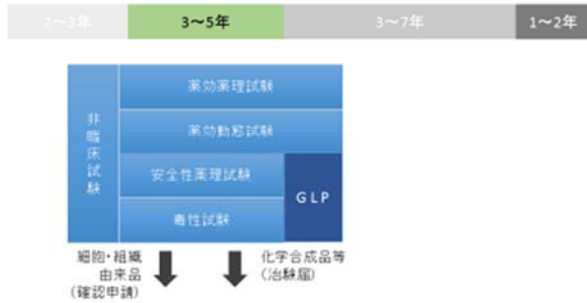 2〜3年
3〜5年
3〜7年
1〜2年
非臨床試験
薬効薬理試験
薬効動態試験
安全性薬理試験
毒性試験
GLP
細胞・組織
由来品
(確認申請)
化学合成品等
(治験届)